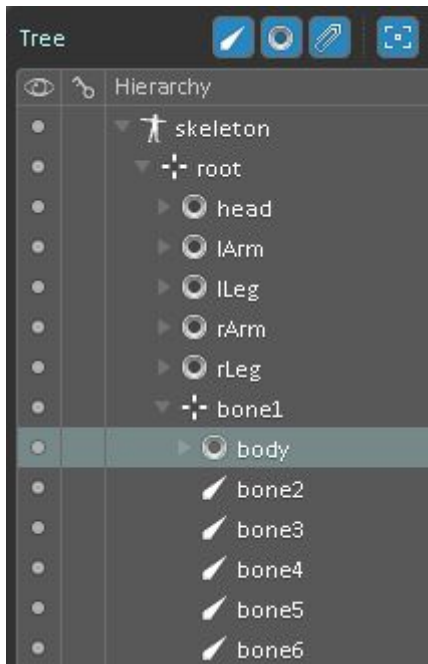 Tree
Hierarchy
skeleton
root
head
lArm
lLeg
rArm
rLeg
bone1
body
bone2
bone3
bone4
bone5
bone6